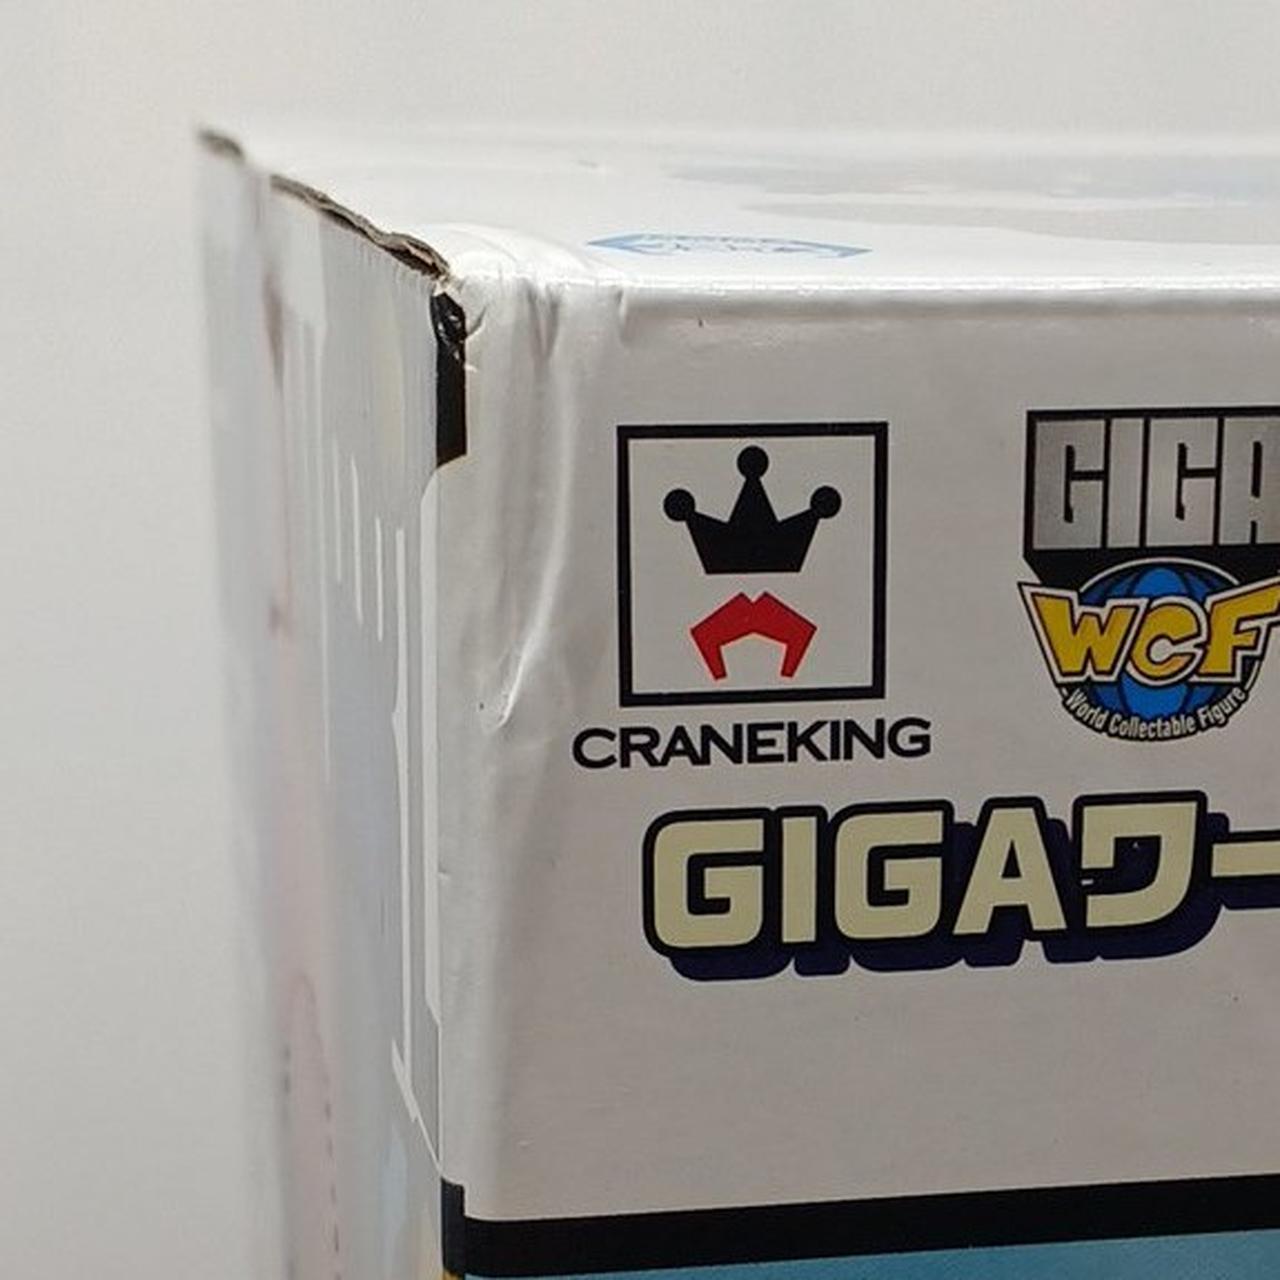 GIGA
WCF
World Collectable Figure
CRANEKING
GIGAワー